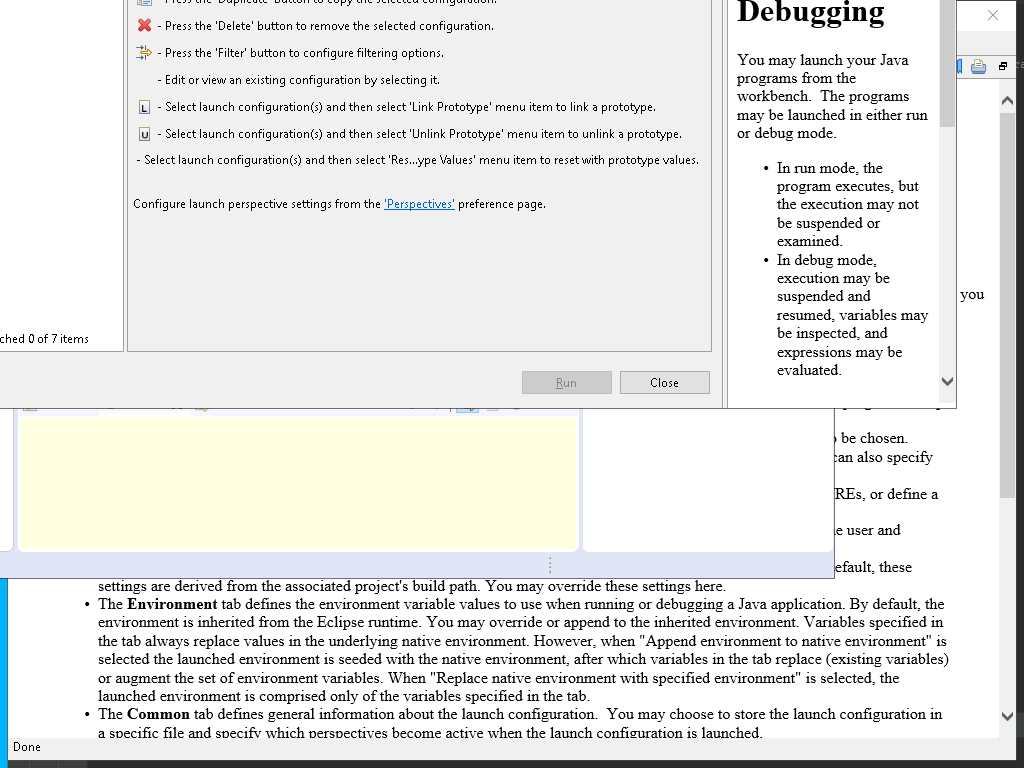 Press the 'Duplicate' button to copy the selected configuration.
- Press the 'Delete' button to remove the selected configuration.
- Press the 'Filter' button to configure filtering options.
- Edit or view an existing configuration by selecting it.
L - Select launch configuration(s) and then select 'Link Prototype' menu item to link a prototype.
U - Select launch configuration(s) and then select 'Unlink Prototype' menu item to unlink a prototype.
- Select launch configuration(s) and then select 'Res...ype Values' menu item to reset with prototype values.
Configure launch perspective settings from the 'Perspectives' preference page.
ched 0 of 7 items
Run
Close
Debugging
You may launch your Java
programs from the
workbench.  The programs
may be launched in either run
or debug mode.
• In run mode, the
program executes, but
the execution may not
be suspended or
examined.
• In debug mode,
execution may be
suspended and
resumed, variables may
be inspected, and
expressions may be
evaluated.
you
be chosen.
can also specify
REs, or define a
user and
efault, these
settings are derived from the associated project's build path. You may override these settings here.
• The Environment tab defines the environment variable values to use when running or debugging a Java application. By default, the
environment is inherited from the Eclipse runtime. You may override or append to the inherited environment. Variables specified in
the tab always replace values in the underlying native environment. However, when "Append environment to native environment" is
selected the launched environment is seeded with the native environment, after which variables in the tab replace (existing variables)
or augment the set of environment variables. When "Replace native environment with specified environment" is selected, the
launched environment is comprised only of the variables specified in the tab.
• The Common tab defines general information about the launch configuration.  You may choose to store the launch configuration in
a specific file and specify which perspectives become active when the launch configuration is launched.
Done